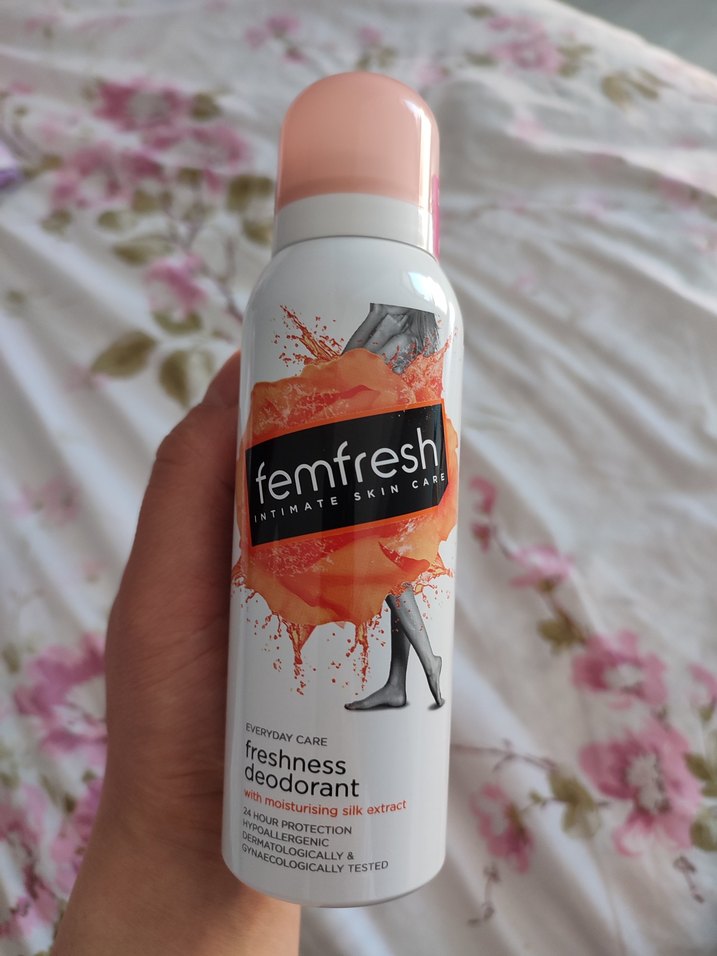 femfresh
INTIMATE SKIN CARE
EVERYDAY CARE
freshness
deodorant
with moisturising silk extract
24 HOUR PROTECTION
HYPOALLERGENIC
DERMATOLOGICALLY &
GYNAECOLOGICALLY TESTED